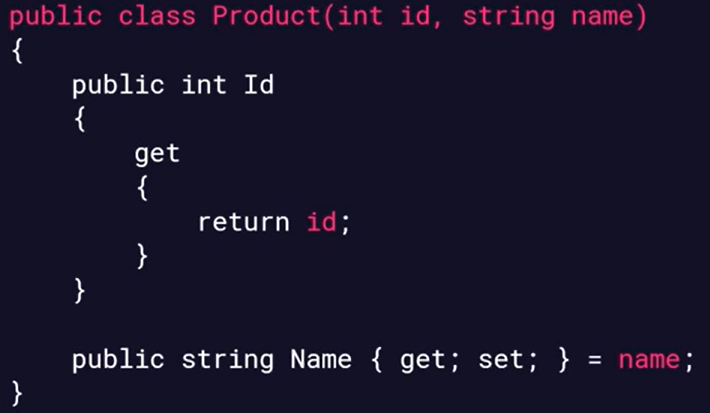 public class Product(int id, string name)
{
    public int Id
    {
        get
        {
            return id;
        }
    }

    public string Name { get; set; } = name;
}